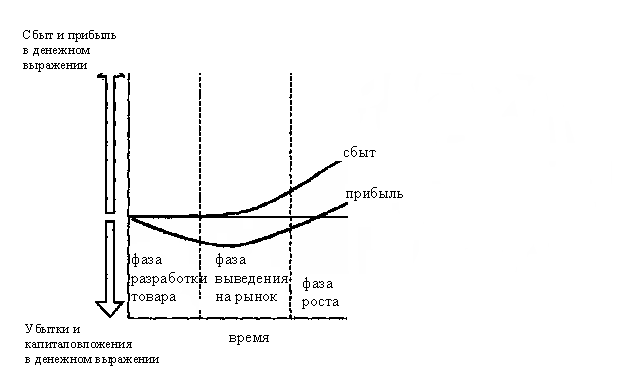 Сбыт и прибыль
в денежном
выражении
сбыт
прибыль
фаза
разработки
товара
фаза
выведения
на рынок
фаза
роста
время
Убытки и
капиталовложения
в денежном выражении